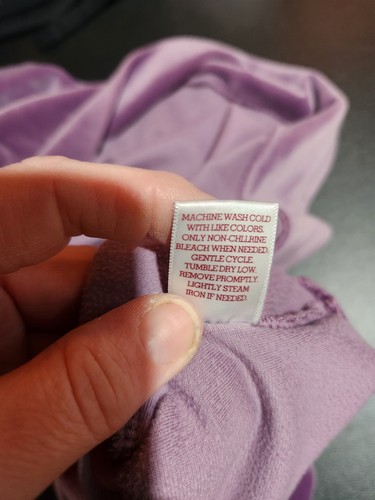 MACHINE WASH COLD
WITH LIKE COLORS.
ONLY NON-CHLLRINE
BLEACH WHEN NEEDED.
GENTLE CYCLE.
TUMBLE DRY LOW.
REMOVE PROMPTLY.
LIGHTLY STEAM
IRON IF NEEDED.